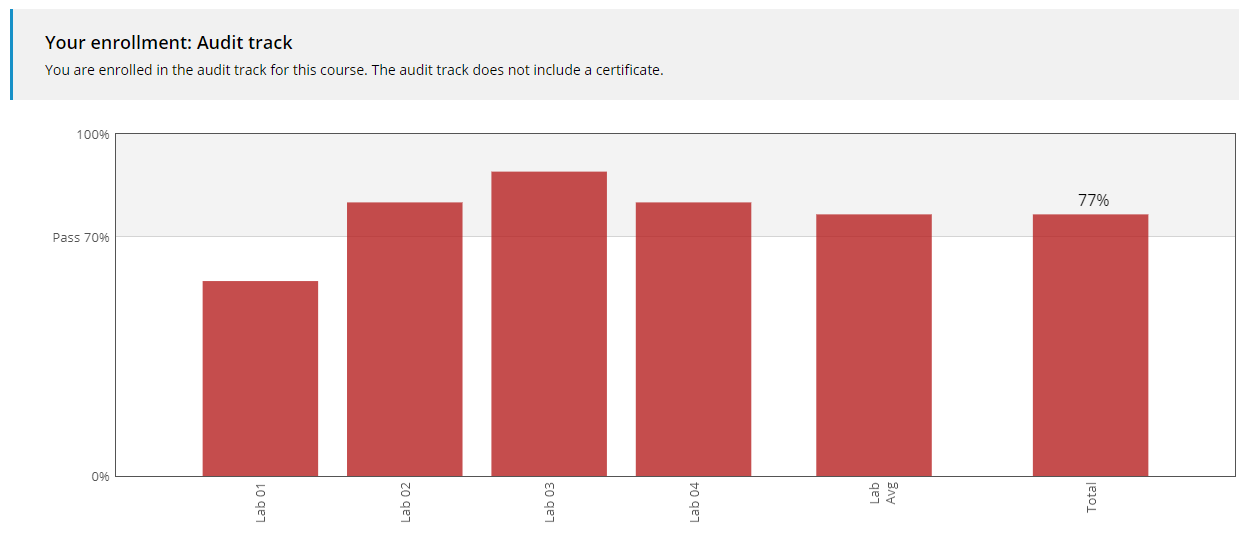 Your enrollment: Audit track
You are enrolled in the audit track for this course. The audit track does not include a certificate.
100%
77%
Pass 70%
0%
Lab 01
Lab 02
Lab 03
Lab 04
Lab
Avg
Total